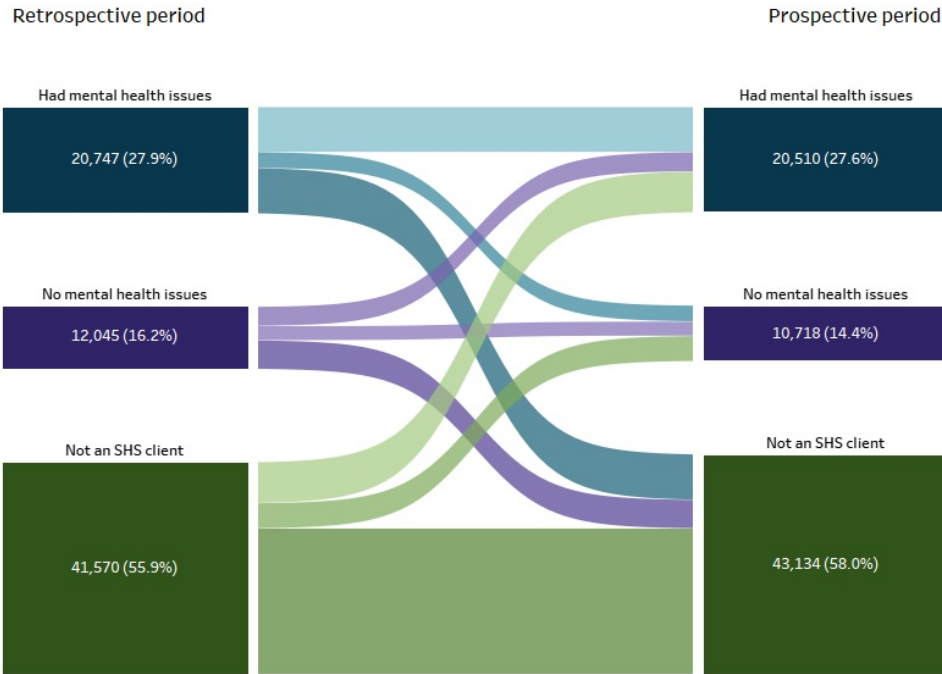 Retrospective period
Prospective period
Had mental health issues
Had mental health issues
20,747 (27.9%)
20,510 (27.6%)
No mental health issues
No mental health issues
12,045 (16.2%)
10,718 (14.4%)
Not an SHS client
Not an SHS client
41,570 (55.9%)
43,134 (58.0%)